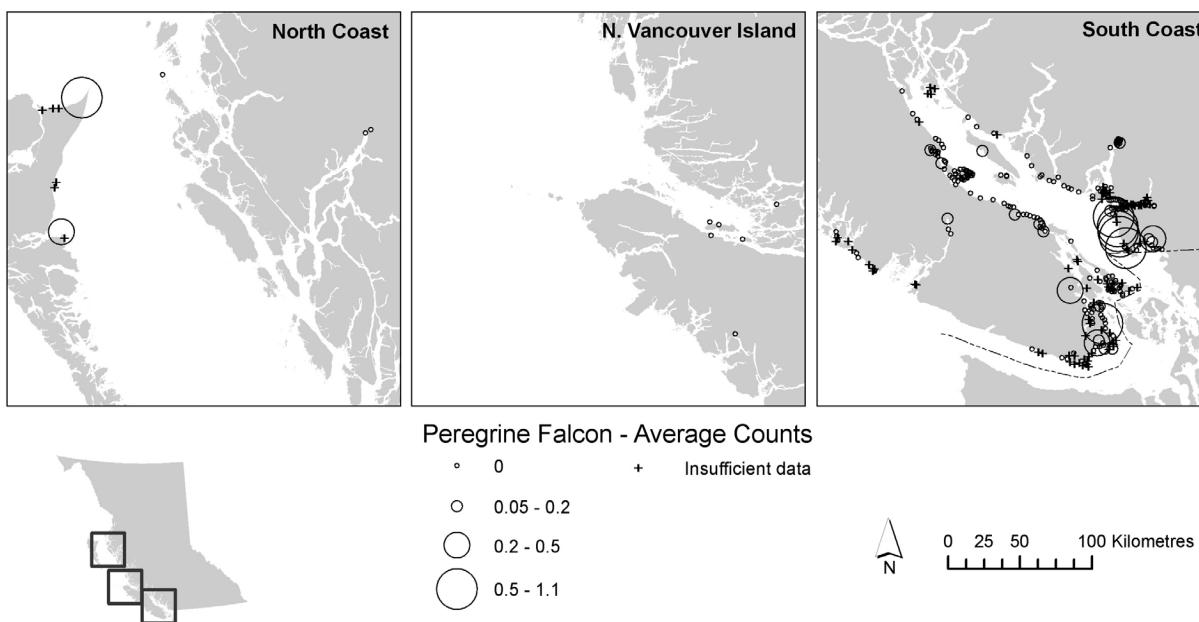 North Coast
N. Vancouver Island
South Coast
Peregrine Falcon - Average Counts
0
+ Insufficient data
0.05 - 0.2
0.2 - 0.5
0.5 - 1.1
N
0 25 50 100 Kilometres